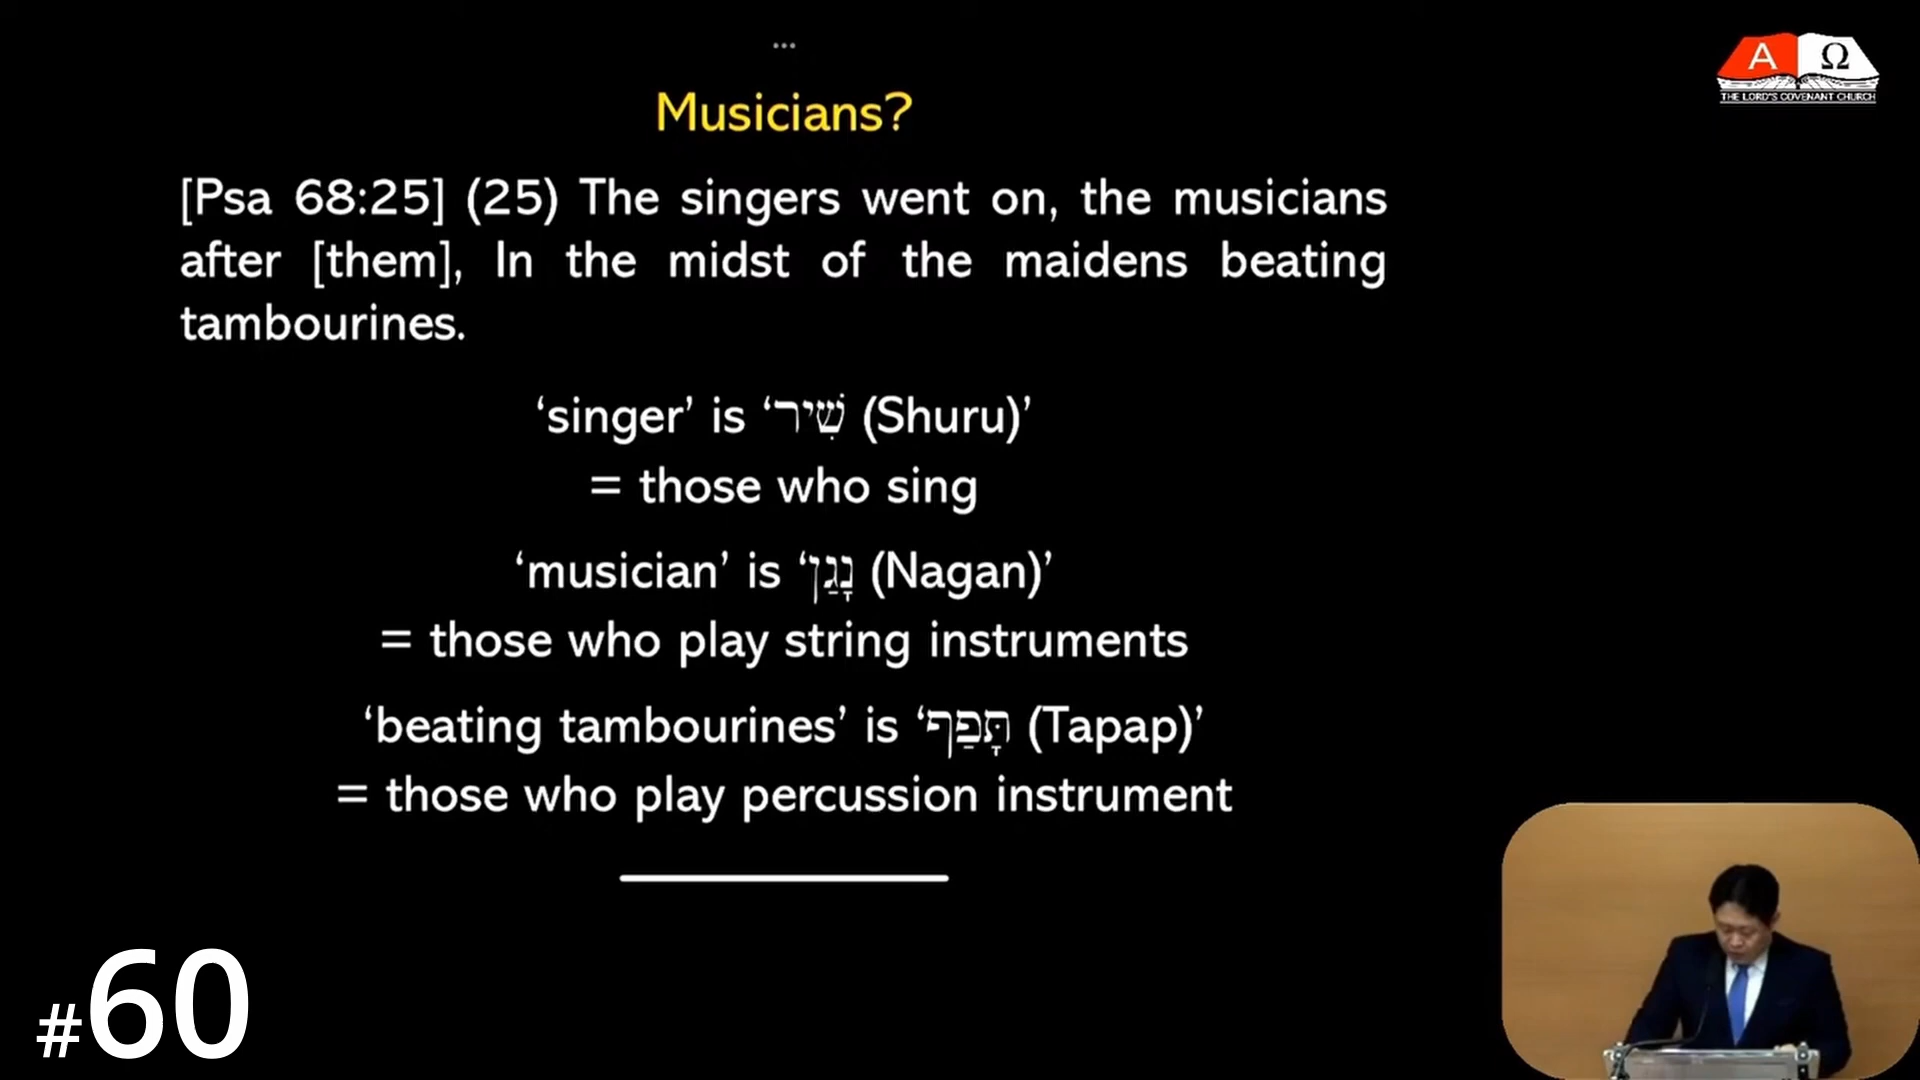 ...
A Ω
THE LORD'S COVENANT CHURCH
Musicians?
[Psa 68:25] (25) The singers went on, the musicians
after [them], In the midst of the maidens beating
tambourines.
‘singer’ is ‘שִׁיר (Shuru)’
= those who sing
‘musician’ is ‘נָגַן (Nagan)’
= those who play string instruments
‘beating tambourines’ is ‘תָּפַף (Tapap)’
= those who play percussion instrument
#60